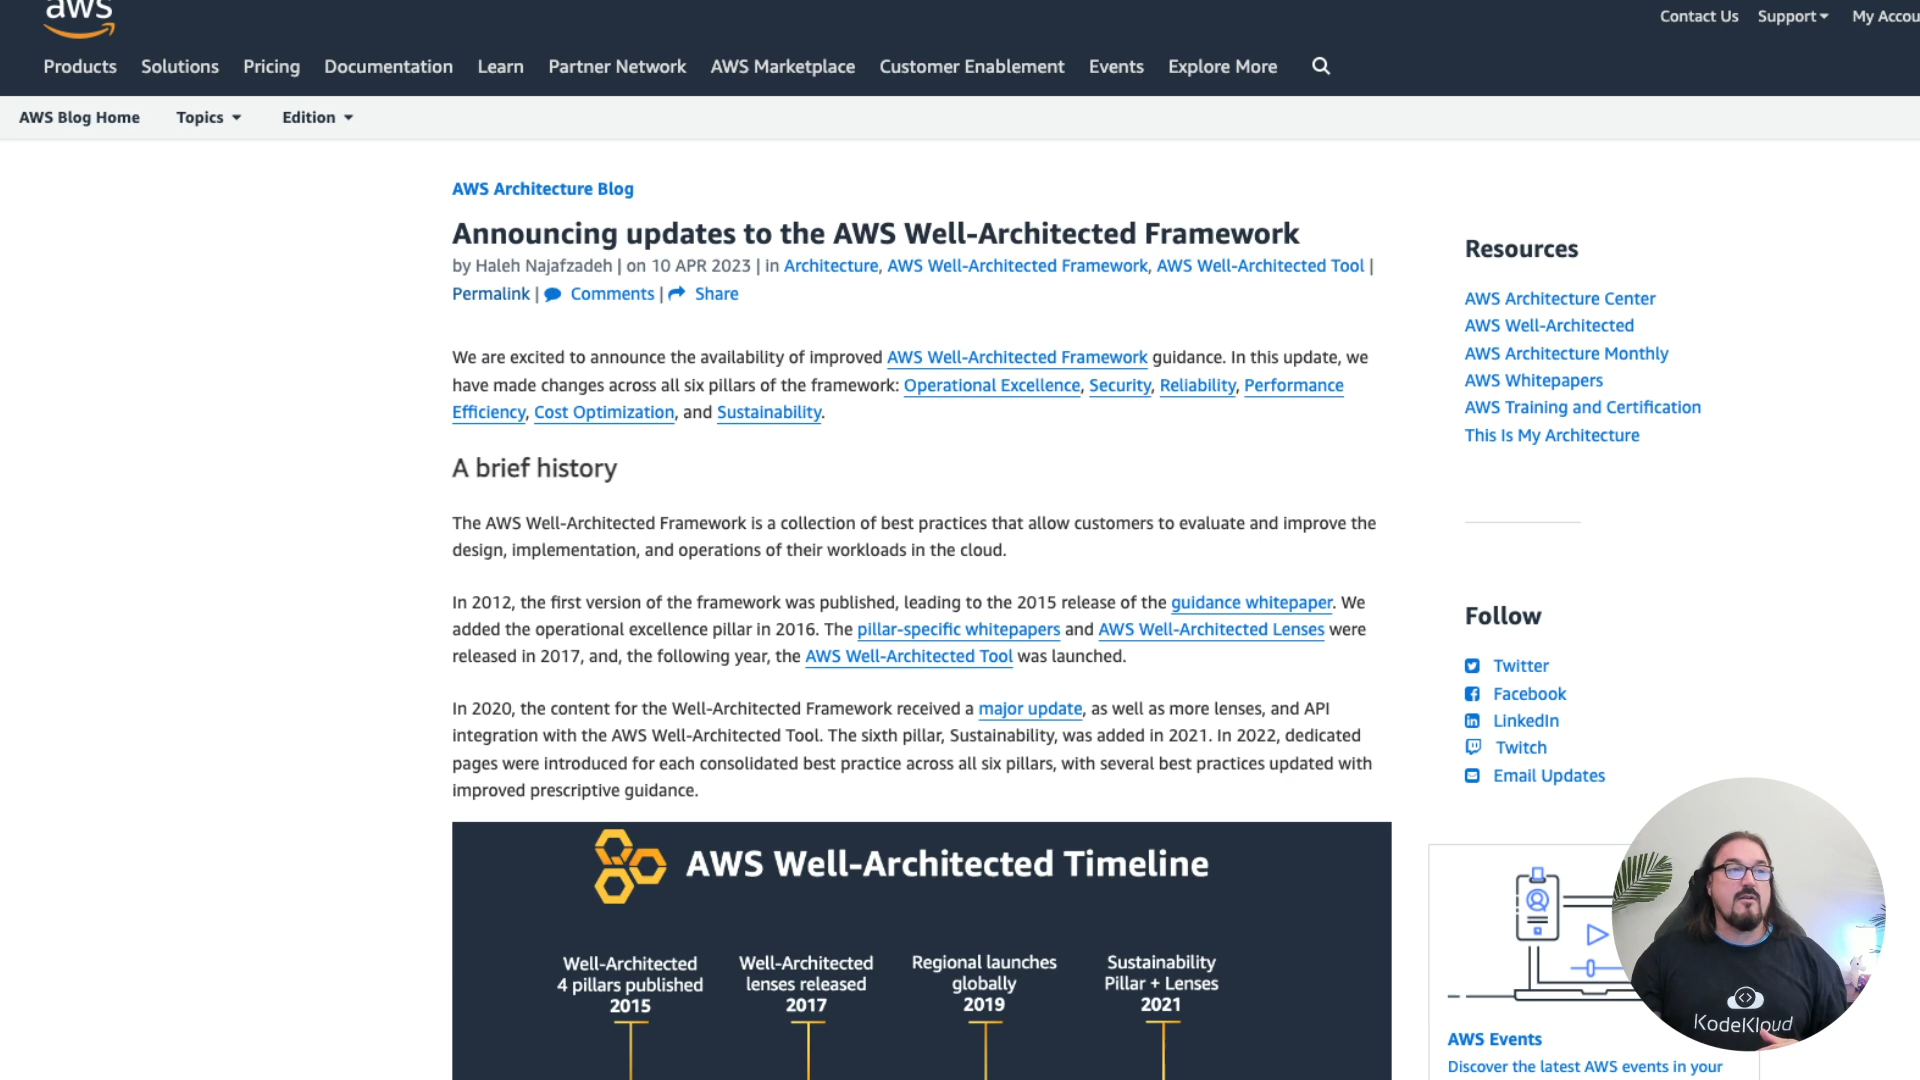 aws
Contact Us Support My Accou
Products Solutions Pricing Documentation Learn Partner Network AWS Marketplace Customer Enablement Events Explore More
AWS Blog Home Topics Edition
AWS Architecture Blog
Announcing updates to the AWS Well-Architected Framework
by Haleh Najafzadeh | on 10 APR 2023 | in Architecture, AWS Well-Architected Framework, AWS Well-Architected Tool |
Permalink | Comments | Share
We are excited to announce the availability of improved AWS Well-Architected Framework guidance. In this update, we
have made changes across all six pillars of the framework: Operational Excellence, Security, Reliability, Performance
Efficiency, Cost Optimization, and Sustainability.
A brief history
The AWS Well-Architected Framework is a collection of best practices that allow customers to evaluate and improve the
design, implementation, and operations of their workloads in the cloud.
In 2012, the first version of the framework was published, leading to the 2015 release of the guidance whitepaper. We
added the operational excellence pillar in 2016. The pillar-specific whitepapers and AWS Well-Architected Lenses were
released in 2017, and, the following year, the AWS Well-Architected Tool was launched.
In 2020, the content for the Well-Architected Framework received a major update, as well as more lenses, and API
integration with the AWS Well-Architected Tool. The sixth pillar, Sustainability, was added in 2021. In 2022, dedicated
pages were introduced for each consolidated best practice across all six pillars, with several best practices updated with
improved prescriptive guidance.
AWS Well-Architected Timeline
Well-Architected
4 pillars published
2015
Well-Architected
lenses released
2017
Regional launches
globally
2019
Sustainability
Pillar + Lenses
2021
Resources
AWS Architecture Center
AWS Well-Architected
AWS Architecture Monthly
AWS Whitepapers
AWS Training and Certification
This Is My Architecture
Follow
Twitter
Facebook
LinkedIn
Twitch
Email Updates
AWS Events
Discover the latest AWS events in your
KodeKloud